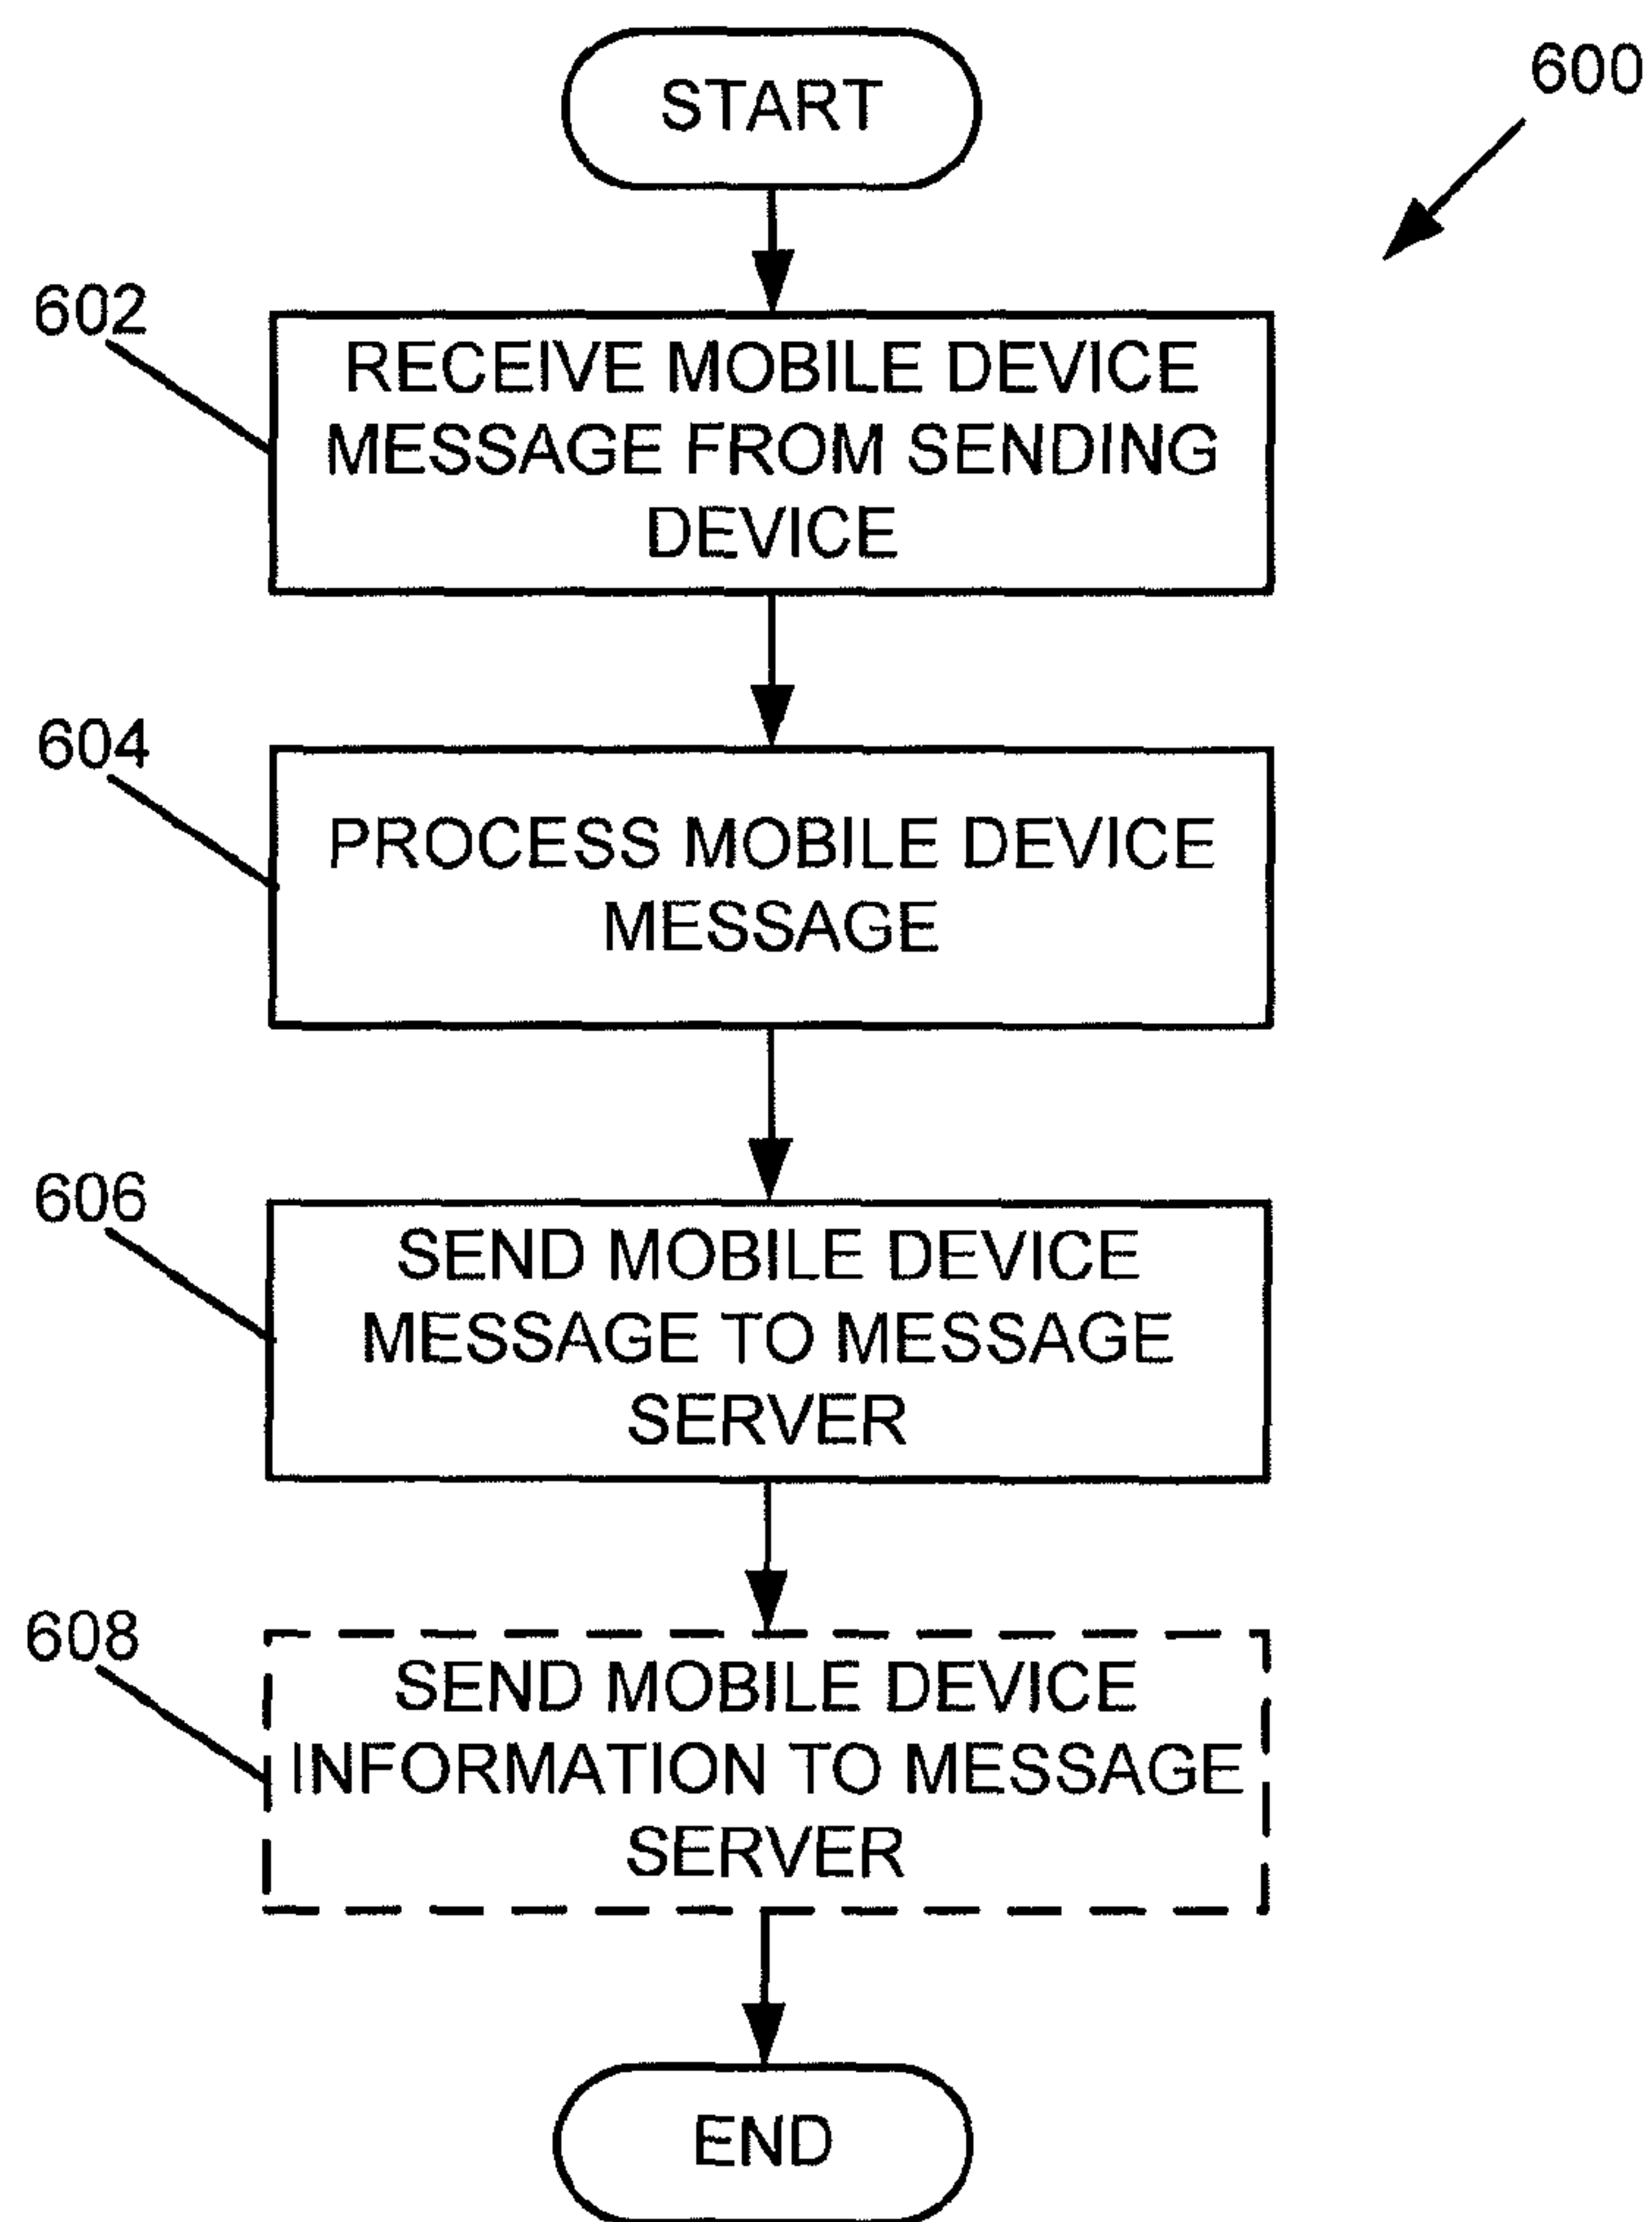 START
600
602
RECEIVE MOBILE DEVICE
MESSAGE FROM SENDING
DEVICE
604
PROCESS MOBILE DEVICE
MESSAGE
606
SEND MOBILE DEVICE
MESSAGE TO MESSAGE
SERVER
608
SEND MOBILE DEVICE
INFORMATION TO MESSAGE
SERVER
END